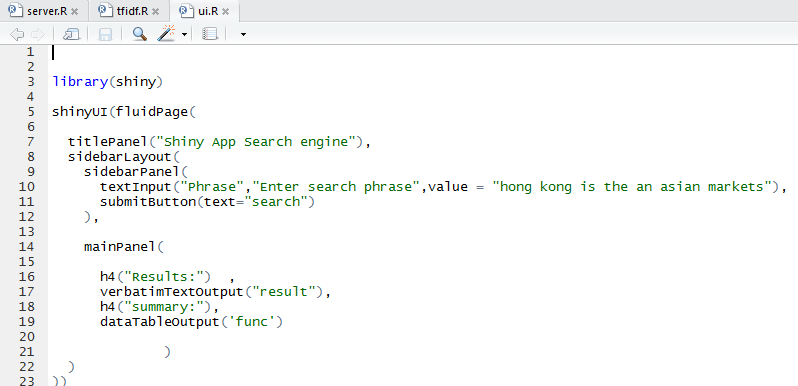 server.R tfidf.R ui.R
1
2
3 library(shiny)
4
5 shinyUI(fluidPage(
6
7 titlePanel("Shiny App Search engine"),
8 sidebarLayout(
9 sidebarPanel(
10 textInput("Phrase","Enter search phrase",value = "hong kong is the an asian markets"),
11 submitButton(text="search")
12 ),
13
14 mainPanel(
15
16 h4("Results:") ,
17 verbatimTextOutput("result"),
18 h4("summary:"),
19 dataTableOutput('func')
20
21 )
22 )
23 ))